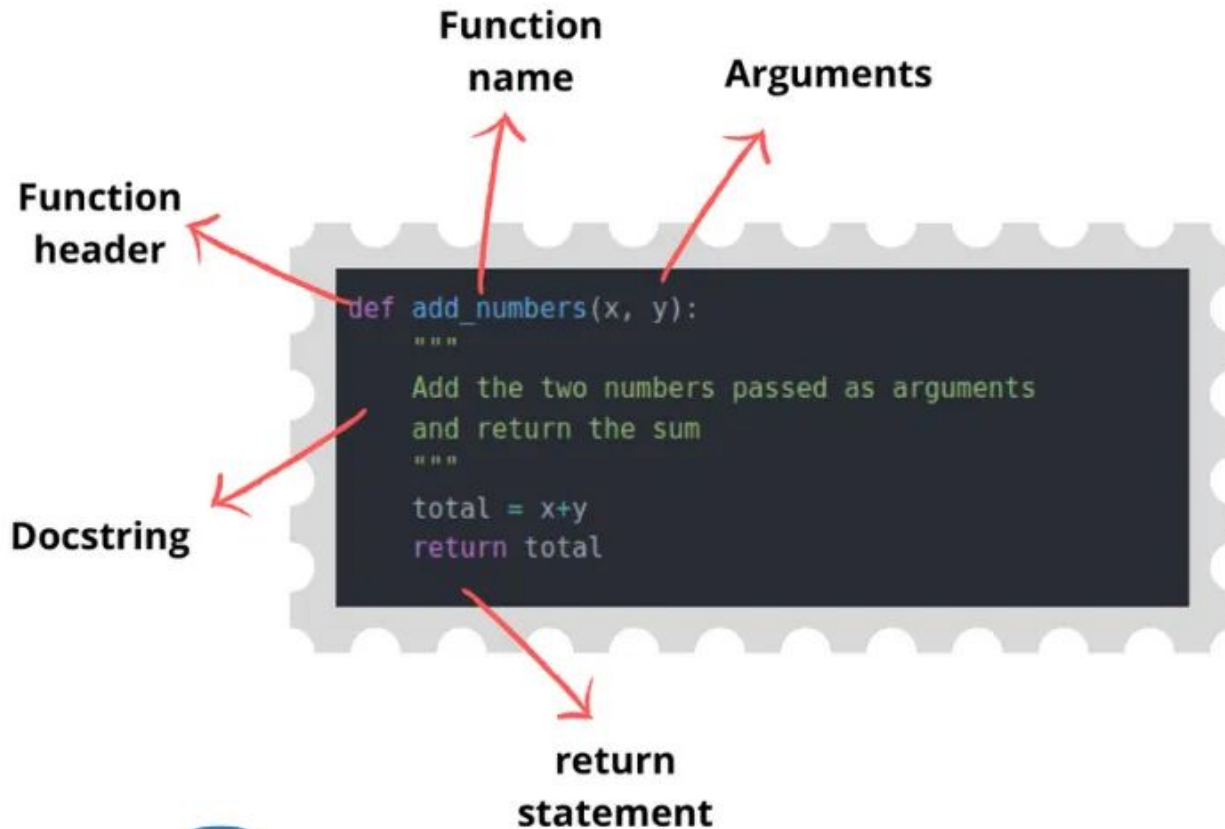 Function
name
Arguments
Function
header
def add_numbers(x, y):
"""
Add the two numbers passed as arguments
and return the sum
"""
total = x+y
return total
Docstring
return
statement